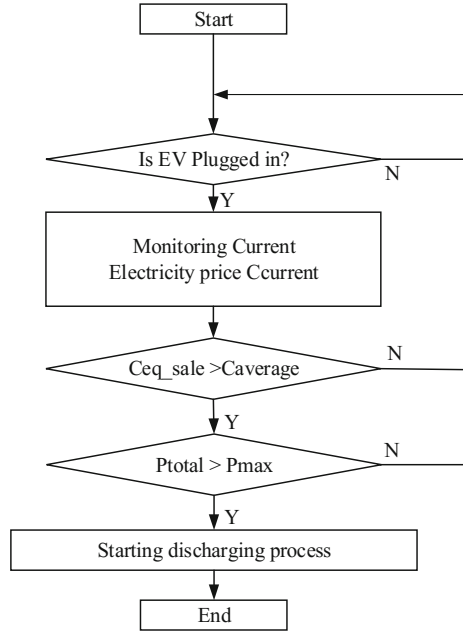 Start
Is EV Plugged in?
N
Y
Monitoring Current
Electricity price Ccurrent
N
Ceq_sale >Caverage
Y
N
Ptotal > Pmax
Y
Starting discharging process
End